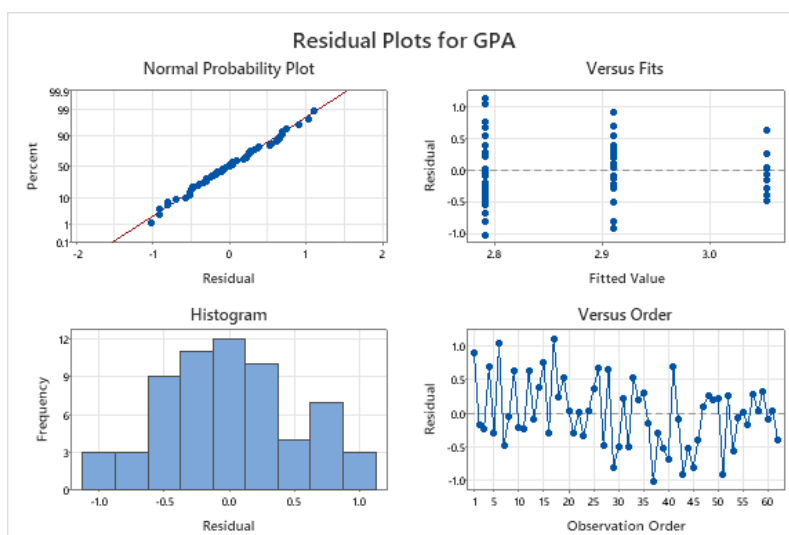 Residual Plots for GPA
Normal Probability Plot
99.9
99
90
50
10
1
0.1
Percent
-2 -1 0 1 2
Residual
Versus Fits
1.0
0.5
0.0
-0.5
-1.0
Residual
2.8 2.9 3.0
Fitted Value
Histogram
12
9
6
3
0
Frequency
-1.0 -0.5 0.0 0.5 1.0
Residual
Versus Order
1.0
0.5
0.0
-0.5
-1.0
Residual
1 5 10 15 20 25 30 35 40 45 50 55 60
Observation Order